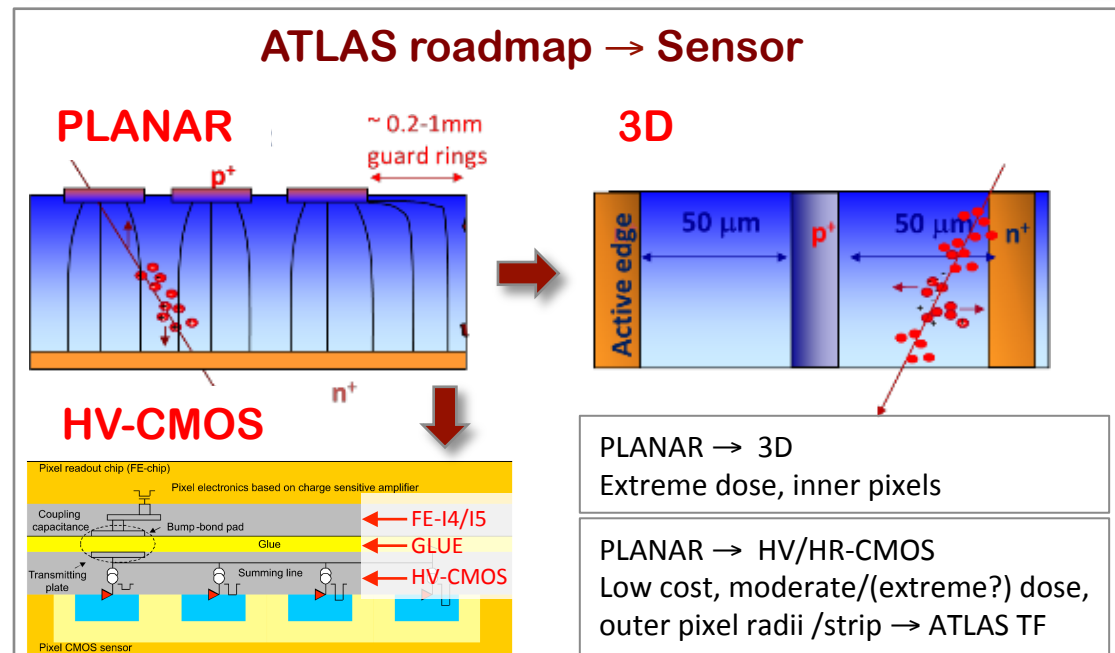 ATLAS roadmap → Sensor
PLANAR
~ 0.2-1mm
guard rings
p+
n+
3D
Active edge
50 μm
p+
50 μm
n+
HV-CMOS
Pixel readout chip (FE-chip)
Pixel electronics based on charge sensitive amplifier
Coupling
capacitance
Bump-bond pad
Glue
Transmitting
plate
Summing line
Pixel CMOS sensor
FE-I4/I5
GLUE
HV-CMOS
PLANAR → 3D
Extreme dose, inner pixels
PLANAR → HV/HR-CMOS
Low cost, moderate/(extreme?) dose,
outer pixel radii /strip → ATLAS TF